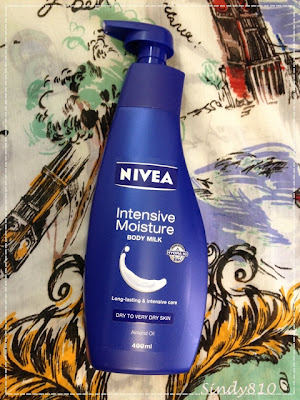 NIVEA
Intensive
Moisture
BODY MILK
Long-lasting & intensive care
DRY TO VERY DRY SKIN
Almond Oil
400ml
Sindy810